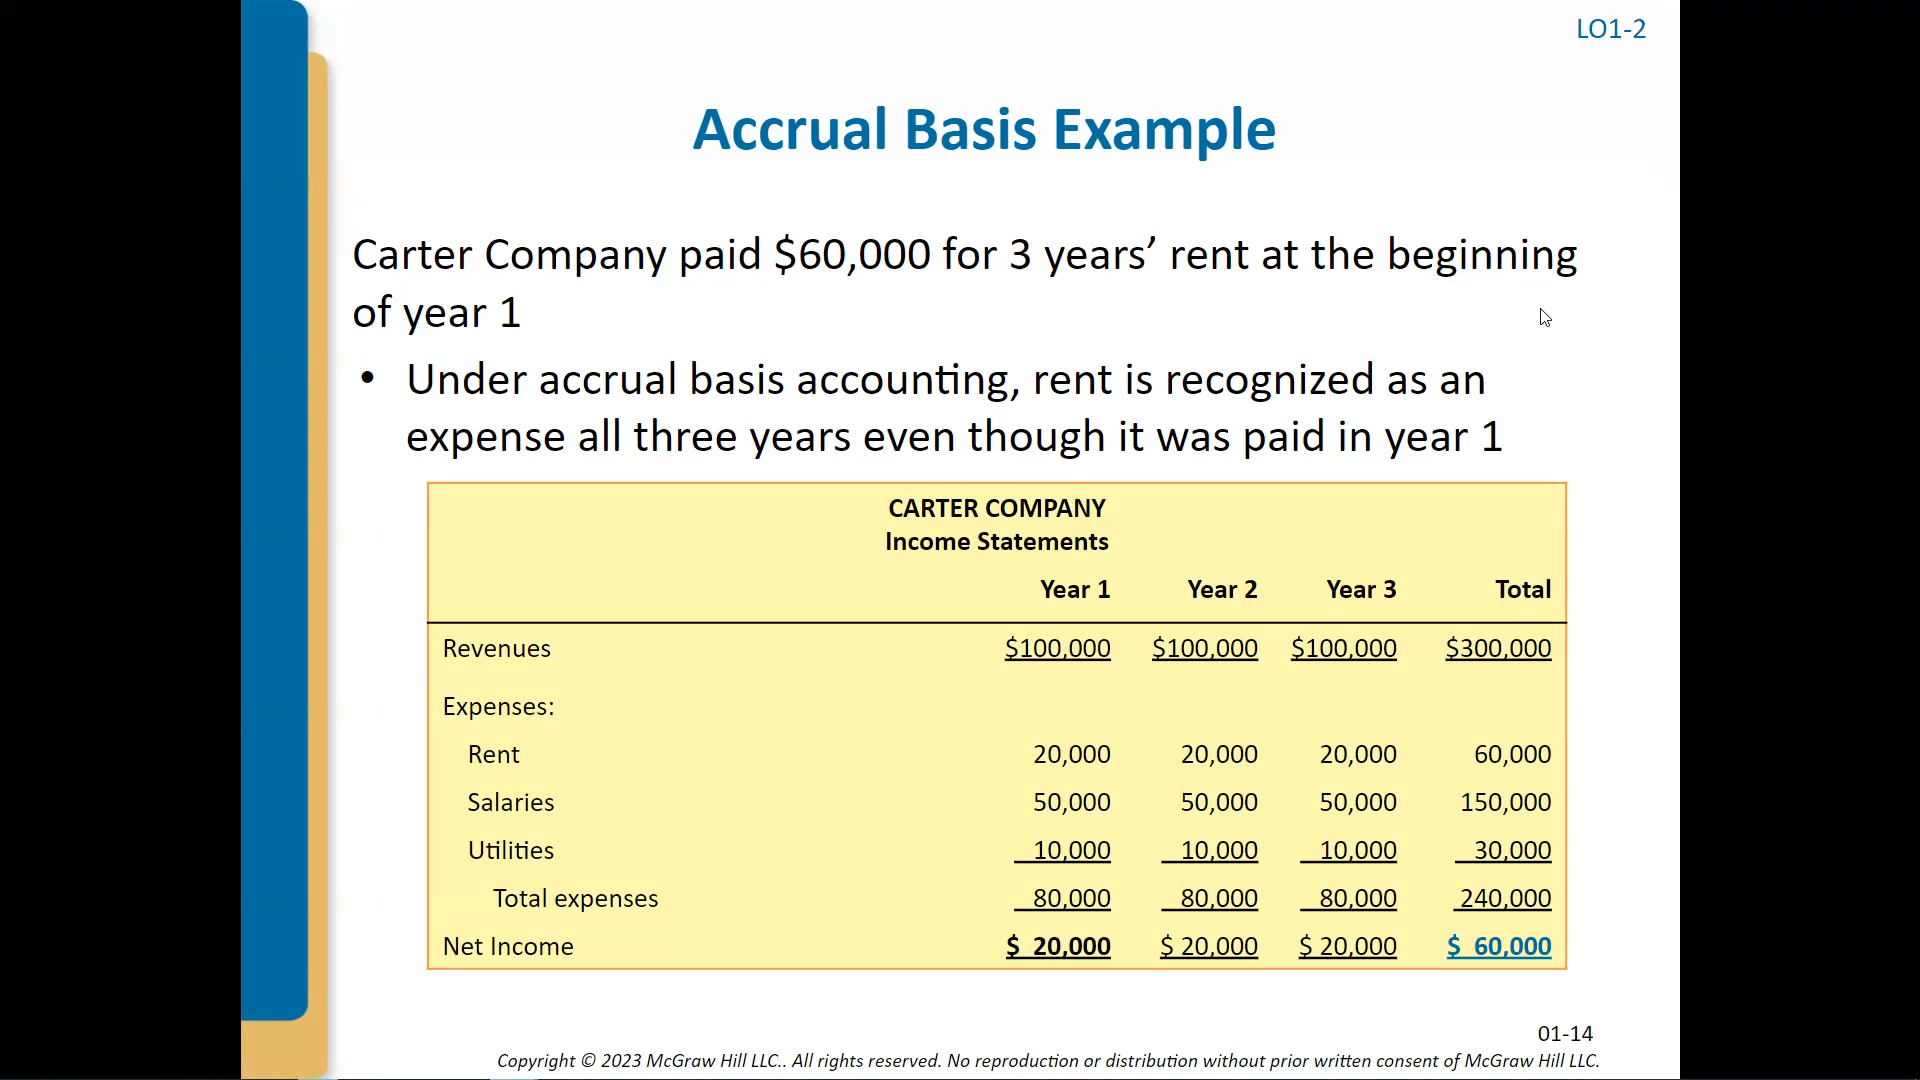 LO1-2
Accrual Basis Example
Carter Company paid $60,000 for 3 years’ rent at the beginning
of year 1
• Under accrual basis accounting, rent is recognized as an
expense all three years even though it was paid in year 1
CARTER COMPANY
Income Statements
Year 1 Year 2 Year 3 Total
Revenues $100,000 $100,000 $100,000 $300,000
Expenses:
Rent 20,000 20,000 20,000 60,000
Salaries 50,000 50,000 50,000 150,000
Utilities 10,000 10,000 10,000 30,000
Total expenses 80,000 80,000 80,000 240,000
Net Income $ 20,000 $ 20,000 $ 20,000 $ 60,000
01-14
Copyright © 2023 McGraw Hill LLC.. All rights reserved. No reproduction or distribution without prior written consent of McGraw Hill LLC.